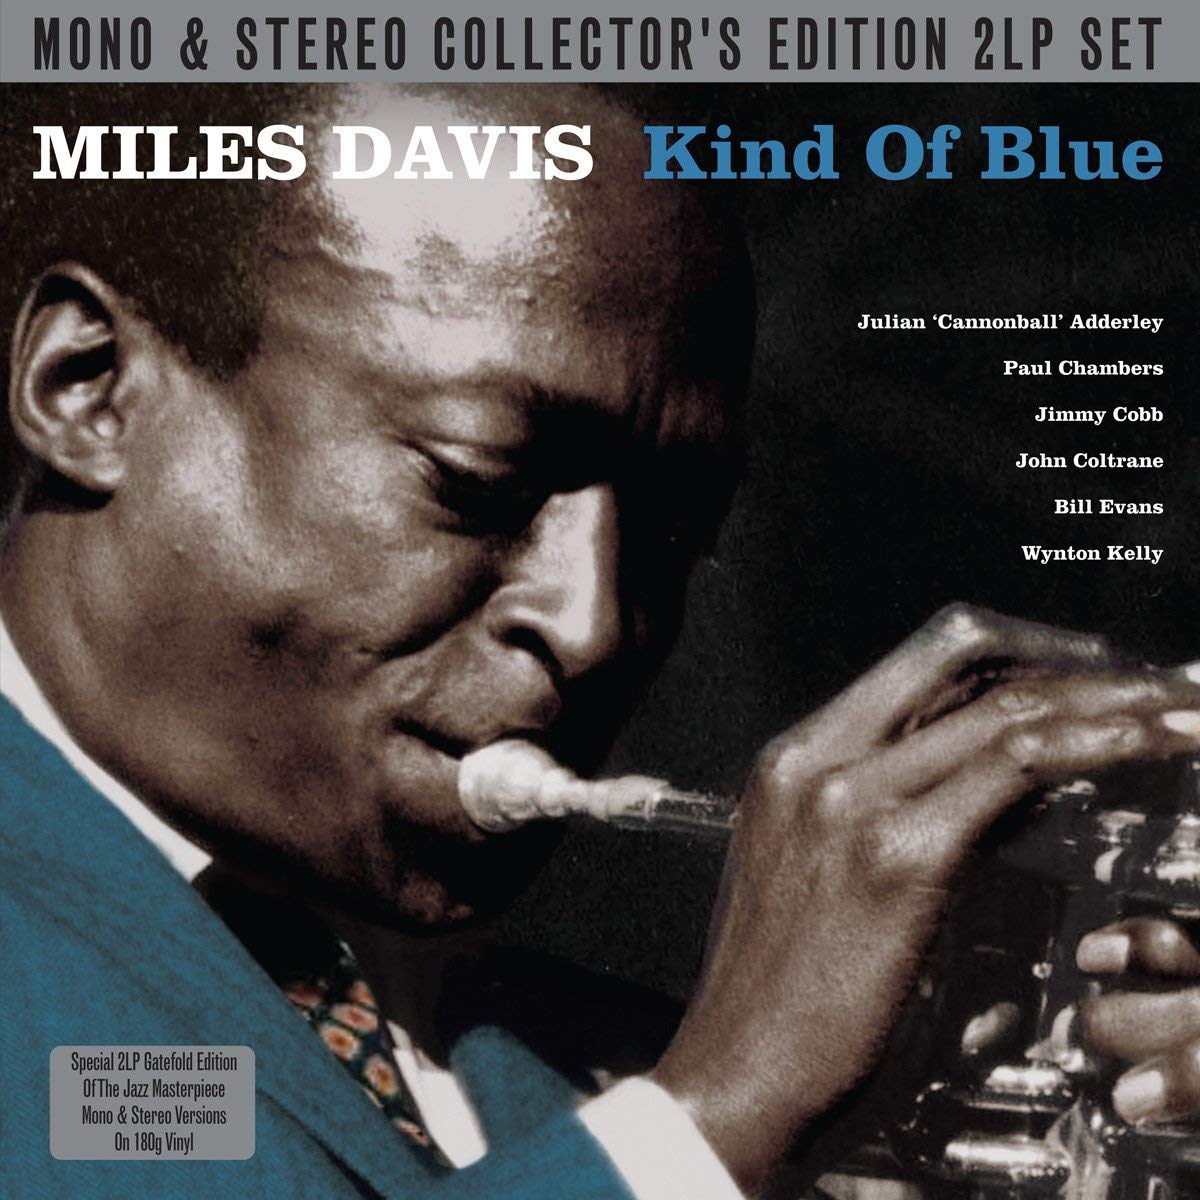 MONO & STEREO COLLECTOR'S EDITION 2LP SET
MILES DAVIS Kind Of Blue
Julian ‘Cannonball’ Adderley
Paul Chambers
Jimmy Cobb
John Coltrane
Bill Evans
Wynton Kelly
Special 2LP Gatefold Edition
Of The Jazz Masterpiece
Mono & Stereo Versions
On 180g Vinyl